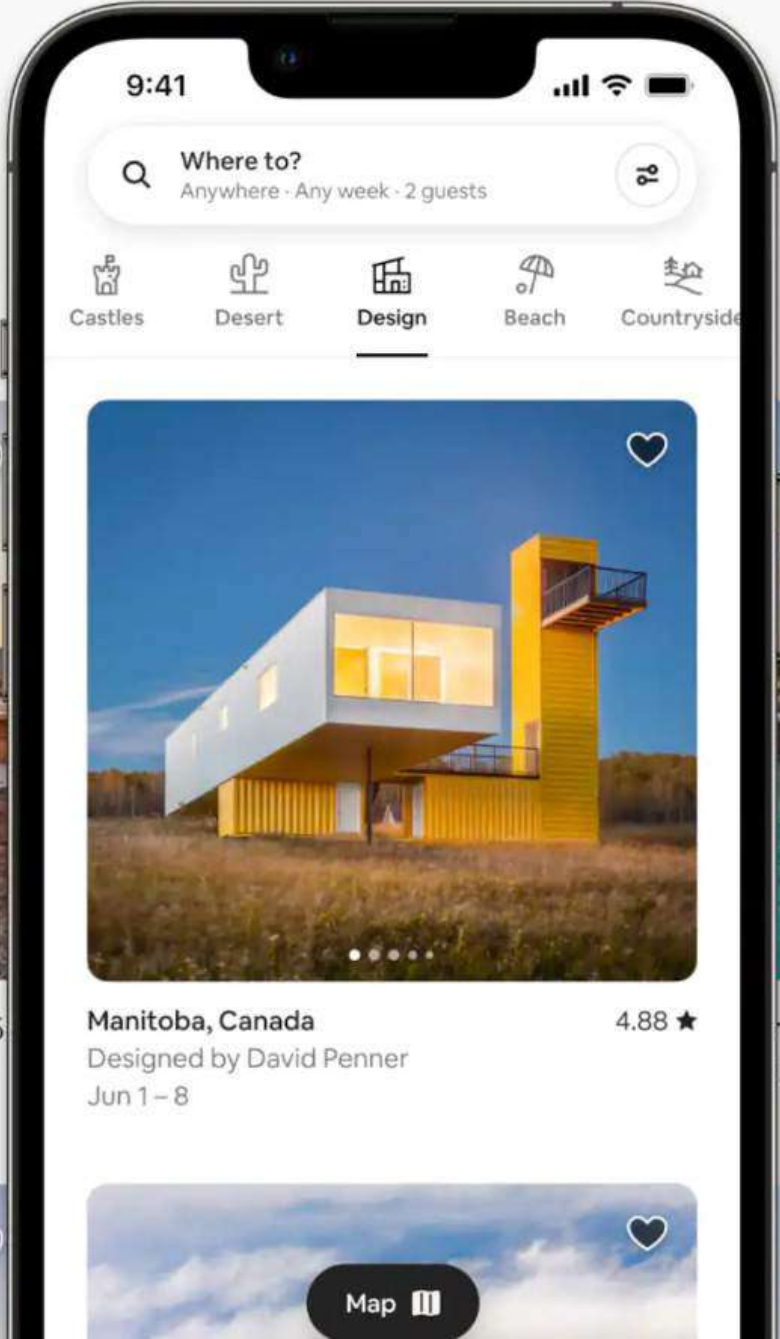 9:41
Where to?
Anywhere · Any week · 2 guests
Castles
Desert
Design
Beach
Countryside
Manitoba, Canada
4.88 ★
Designed by David Penner
Jun 1 – 8
Map